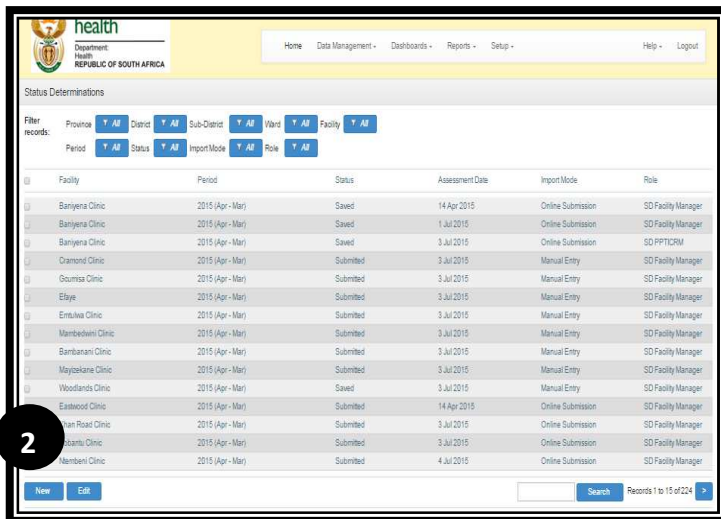 health
Department:
Health
REPUBLIC OF SOUTH AFRICA
Home Data Management Dashboards Reports Setup Help Logout
Status Determinations
Filter records: Province All District All Sub-District All Ward All Facility All
Period All Status All Import Mode All Role All
Facility Period Status Assessment Date Import Mode Role
Baniyena Clinic 2015 (Apr - Mar) Saved 14 Apr 2015 Online Submission SD Facility Manager
Baniyena Clinic 2015 (Apr - Mar) Saved 1 Jul 2015 Online Submission SD Facility Manager
Baniyena Clinic 2015 (Apr - Mar) Saved 3 Jul 2015 Online Submission SD PPTICRM
Cramond Clinic 2015 (Apr - Mar) Submitted 3 Jul 2015 Manual Entry SD Facility Manager
Gcumisa Clinic 2015 (Apr - Mar) Submitted 3 Jul 2015 Manual Entry SD Facility Manager
Efaye 2015 (Apr - Mar) Submitted 3 Jul 2015 Manual Entry SD Facility Manager
Emtulwa Clinic 2015 (Apr - Mar) Submitted 3 Jul 2015 Manual Entry SD Facility Manager
Mambedwini Clinic 2015 (Apr - Mar) Submitted 3 Jul 2015 Manual Entry SD Facility Manager
Bambanani Clinic 2015 (Apr - Mar) Submitted 3 Jul 2015 Manual Entry SD Facility Manager
Mayizekane Clinic 2015 (Apr - Mar) Submitted 3 Jul 2015 Manual Entry SD Facility Manager
Woodlands Clinic 2015 (Apr - Mar) Saved 3 Jul 2015 Manual Entry SD Facility Manager
Eastwood Clinic 2015 (Apr - Mar) Submitted 14 Apr 2015 Online Submission SD Facility Manager
Road Clinic 2015 (Apr - Mar) Submitted 3 Jul 2015 Online Submission SD Facility Manager
Clinic 2015 (Apr - Mar) Submitted 3 Jul 2015 Online Submission SD Facility Manager
Ntembeni Clinic 2015 (Apr - Mar) Submitted 4 Jul 2015 Online Submission SD Facility Manager
2
New Edit Search Records 1 to 15 of 224 >